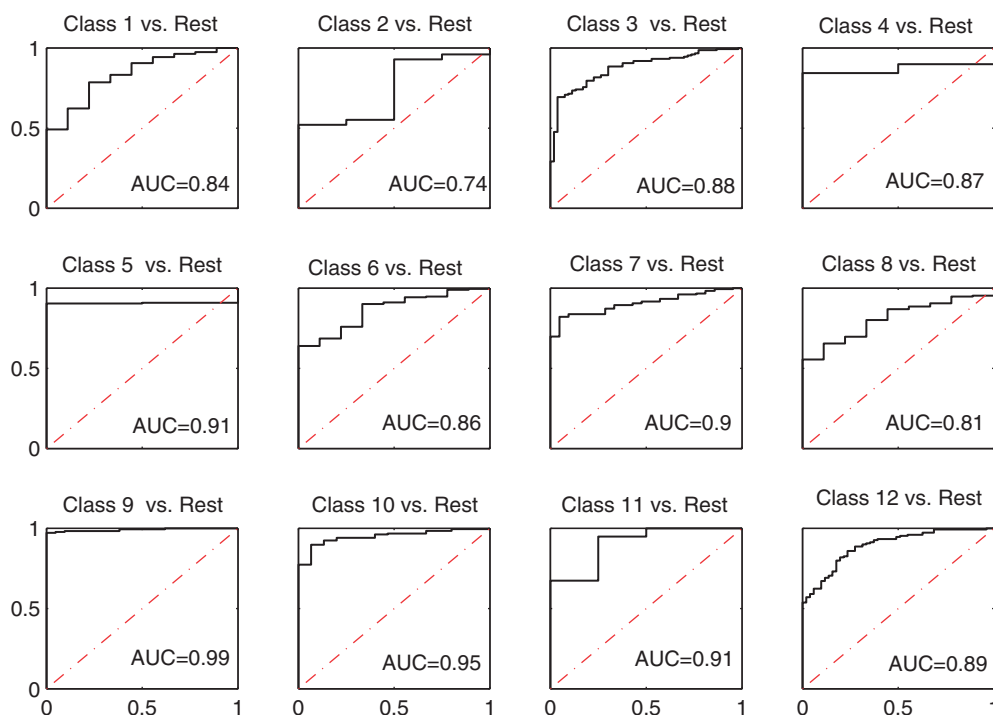 Class 1 vs. Rest
Class 2 vs. Rest
Class 3 vs. Rest
Class 4 vs. Rest
1
0.5
0
AUC=0.84
AUC=0.74
AUC=0.88
AUC=0.87
Class 5 vs. Rest
Class 6 vs. Rest
Class 7 vs. Rest
Class 8 vs. Rest
1
0.5
0
AUC=0.91
AUC=0.86
AUC=0.9
AUC=0.81
Class 9 vs. Rest
Class 10 vs. Rest
Class 11 vs. Rest
Class 12 vs. Rest
1
0.5
0
AUC=0.99
AUC=0.95
AUC=0.91
AUC=0.89
0 0.5 1
0 0.5 1
0 0.5 1
0 0.5 1